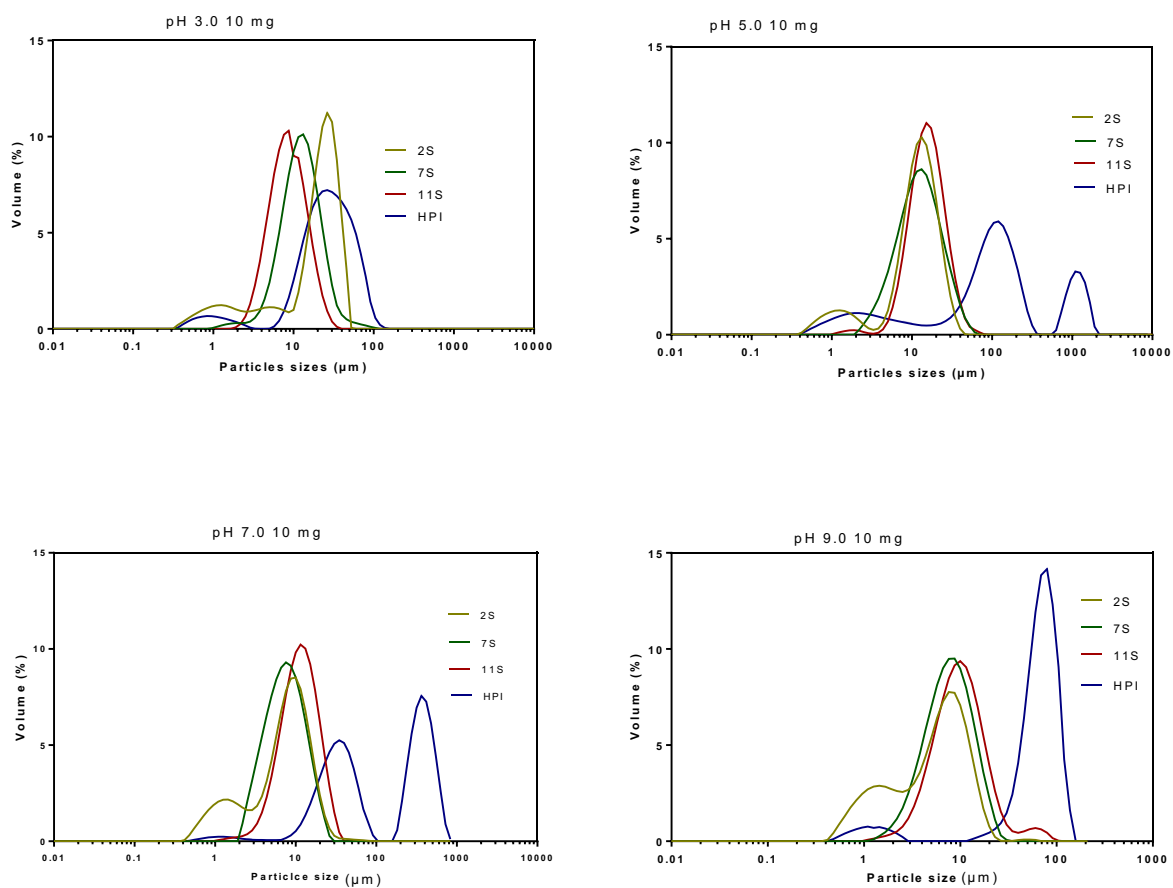 pH 3.0 10 mg
15
10
5
0
Volume (%)
2S
7S
11S
HPI
0.01 0.1 1 10 100 10000
Particles sizes (µm)
pH 5.0 10 mg
15
10
5
0
Volume (%)
2S
7S
11S
HPI
0.01 0.1 1 10 100 1000 10000
Particles sizes (µm)
pH 7.0 10 mg
15
10
5
0
Volume (%)
2S
7S
11S
HPI
0.01 0.1 1 10 100 1000 10000
Particlce size (µm)
pH 9.0 10 mg
15
10
5
0
Volume (%)
2S
7S
11S
HPI
0.01 0.1 1 10 100 1000
Particle size (µm)